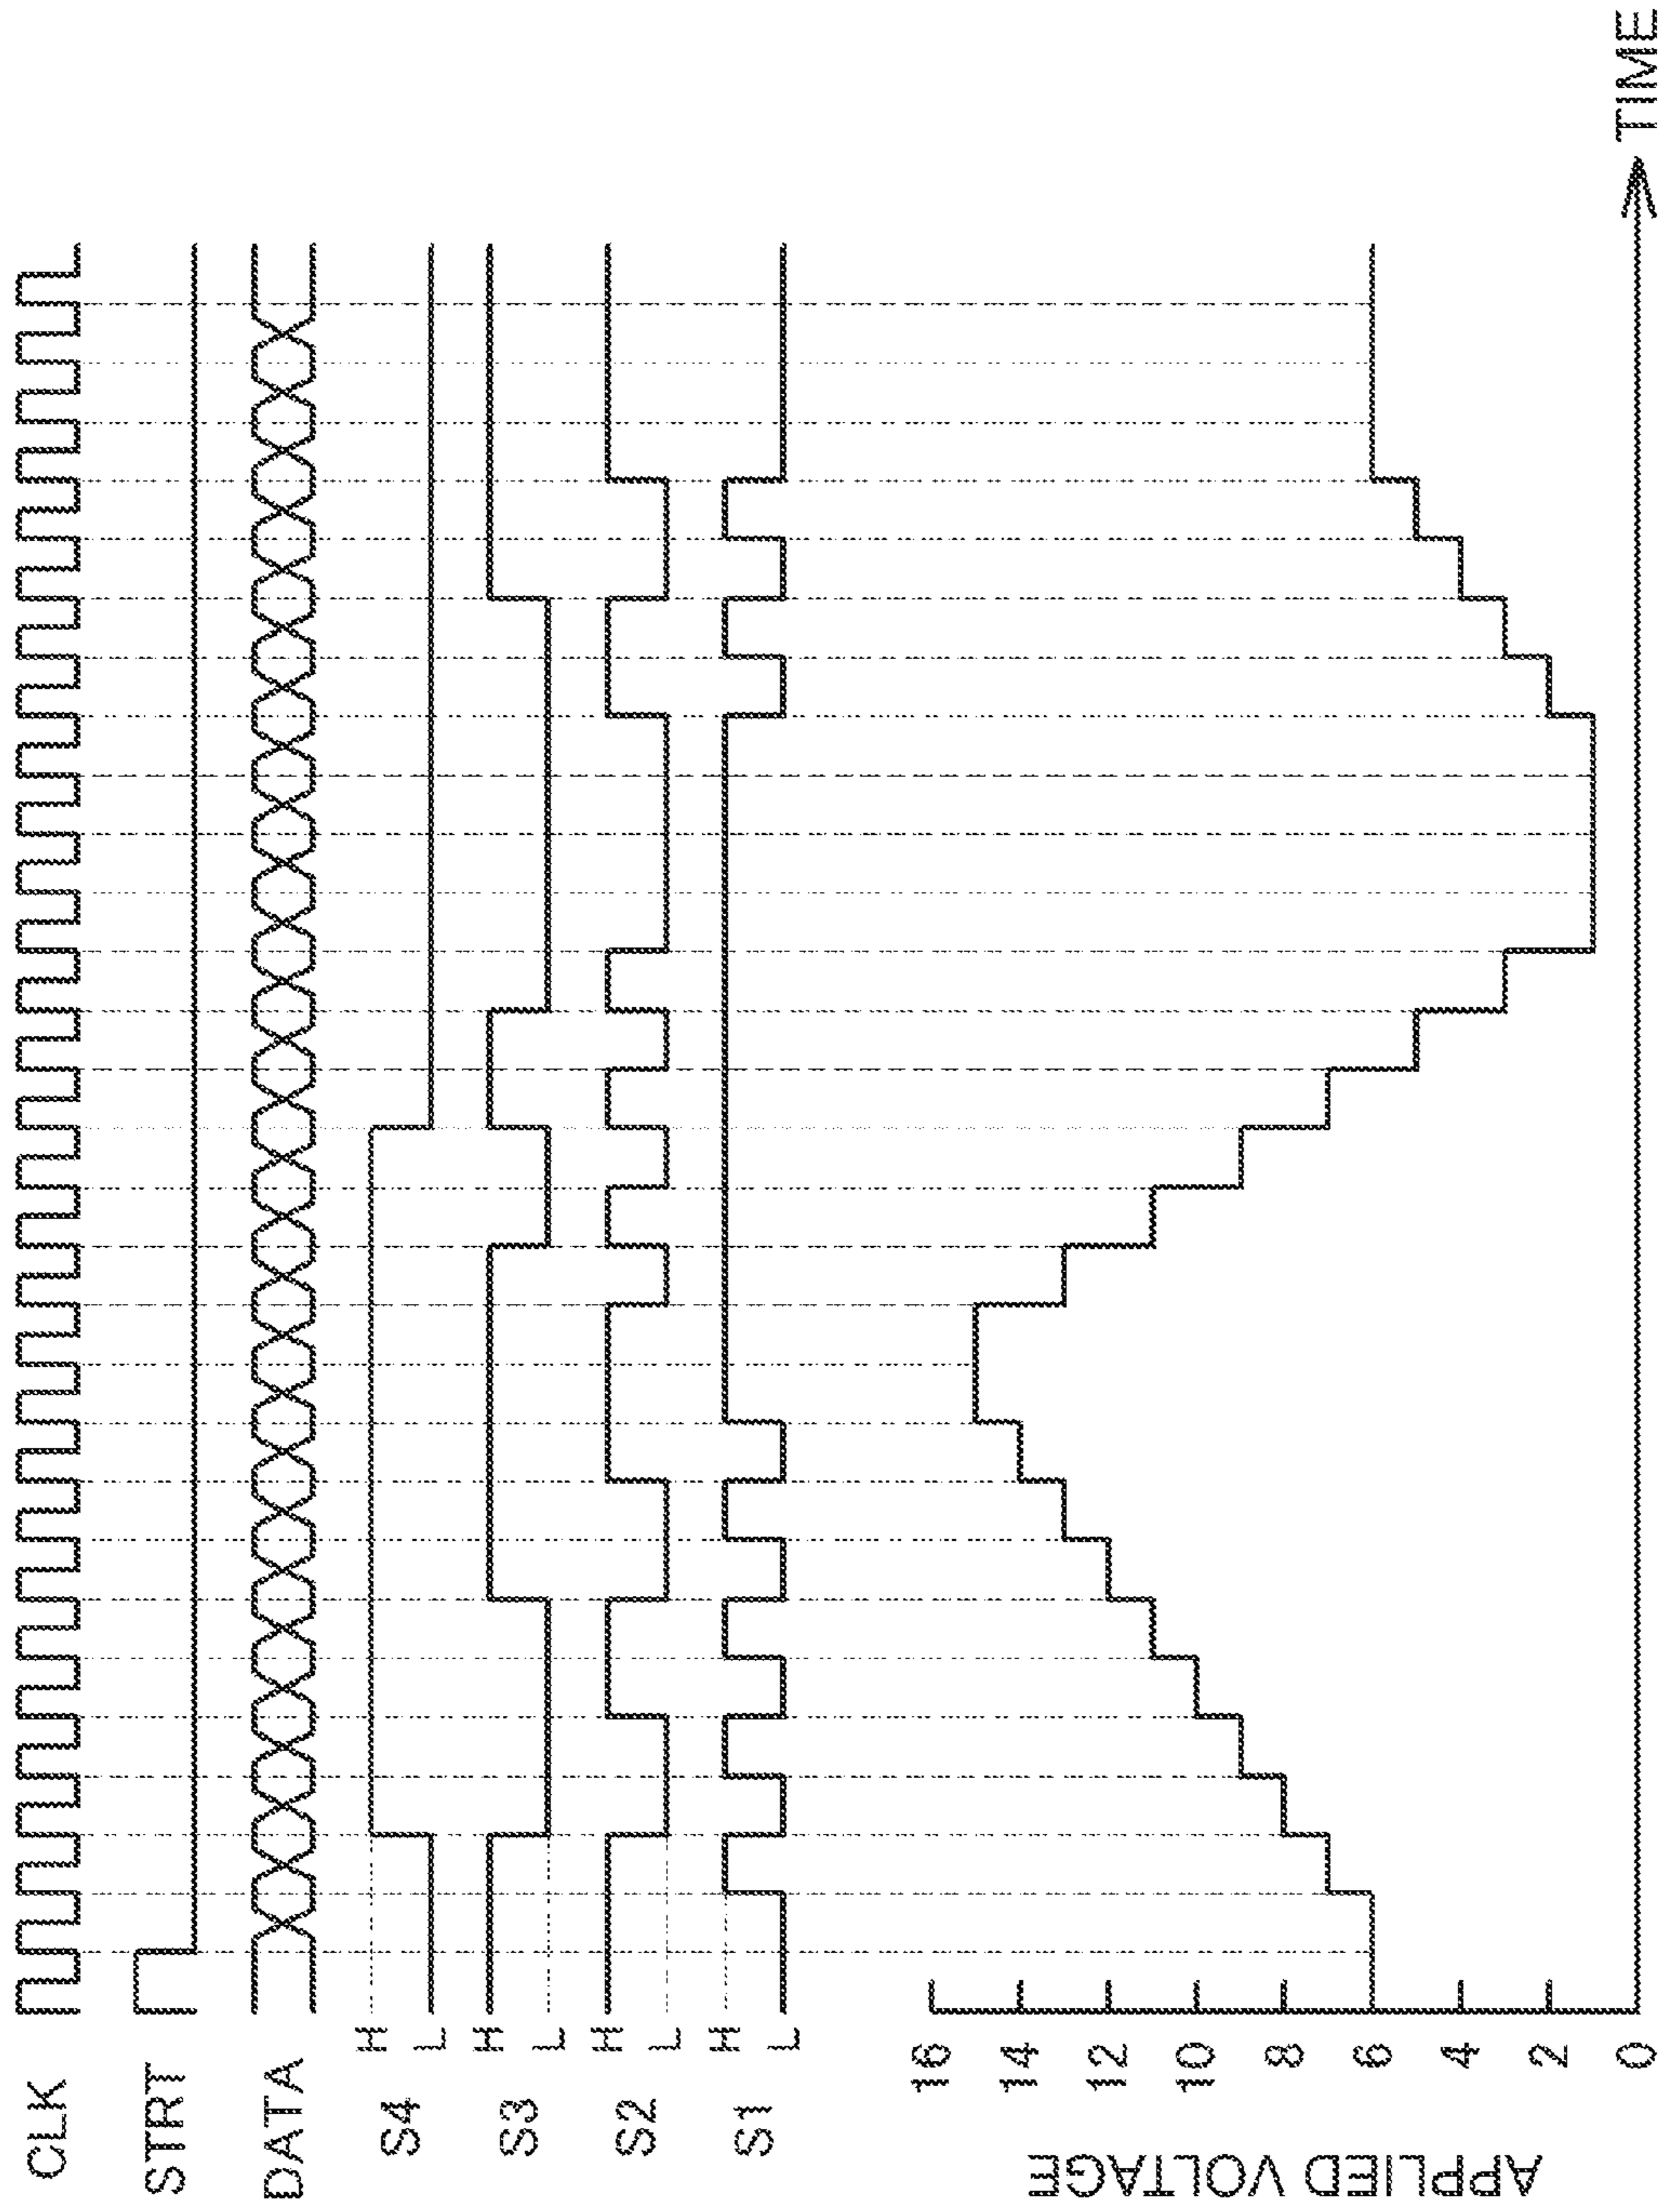 CLK
STRT
DATA
S4 H
L
S3 H
L
S2 H
L
S1 H
L
APPLIED VOLTAGE
16
14
12
10
8
6
4
2
0
TIME